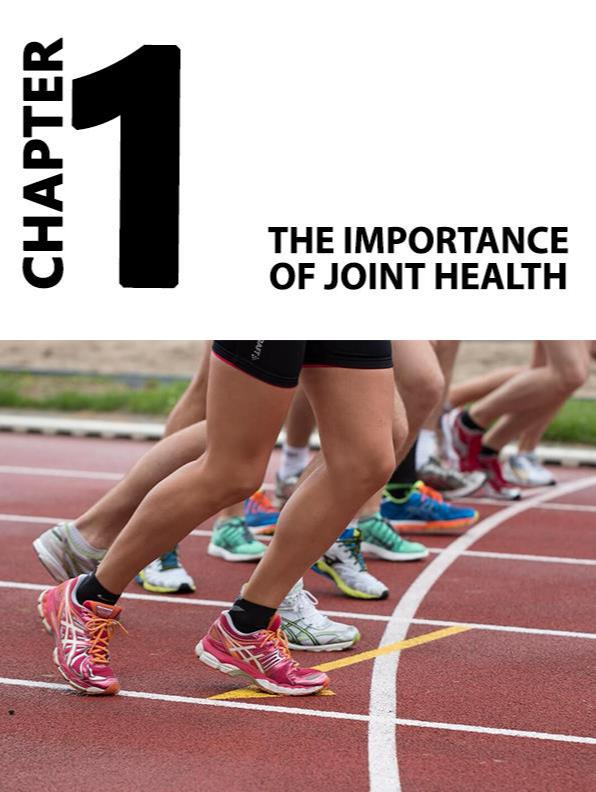 CHAPTER
1
THE IMPORTANCE
OF JOINT HEALTH